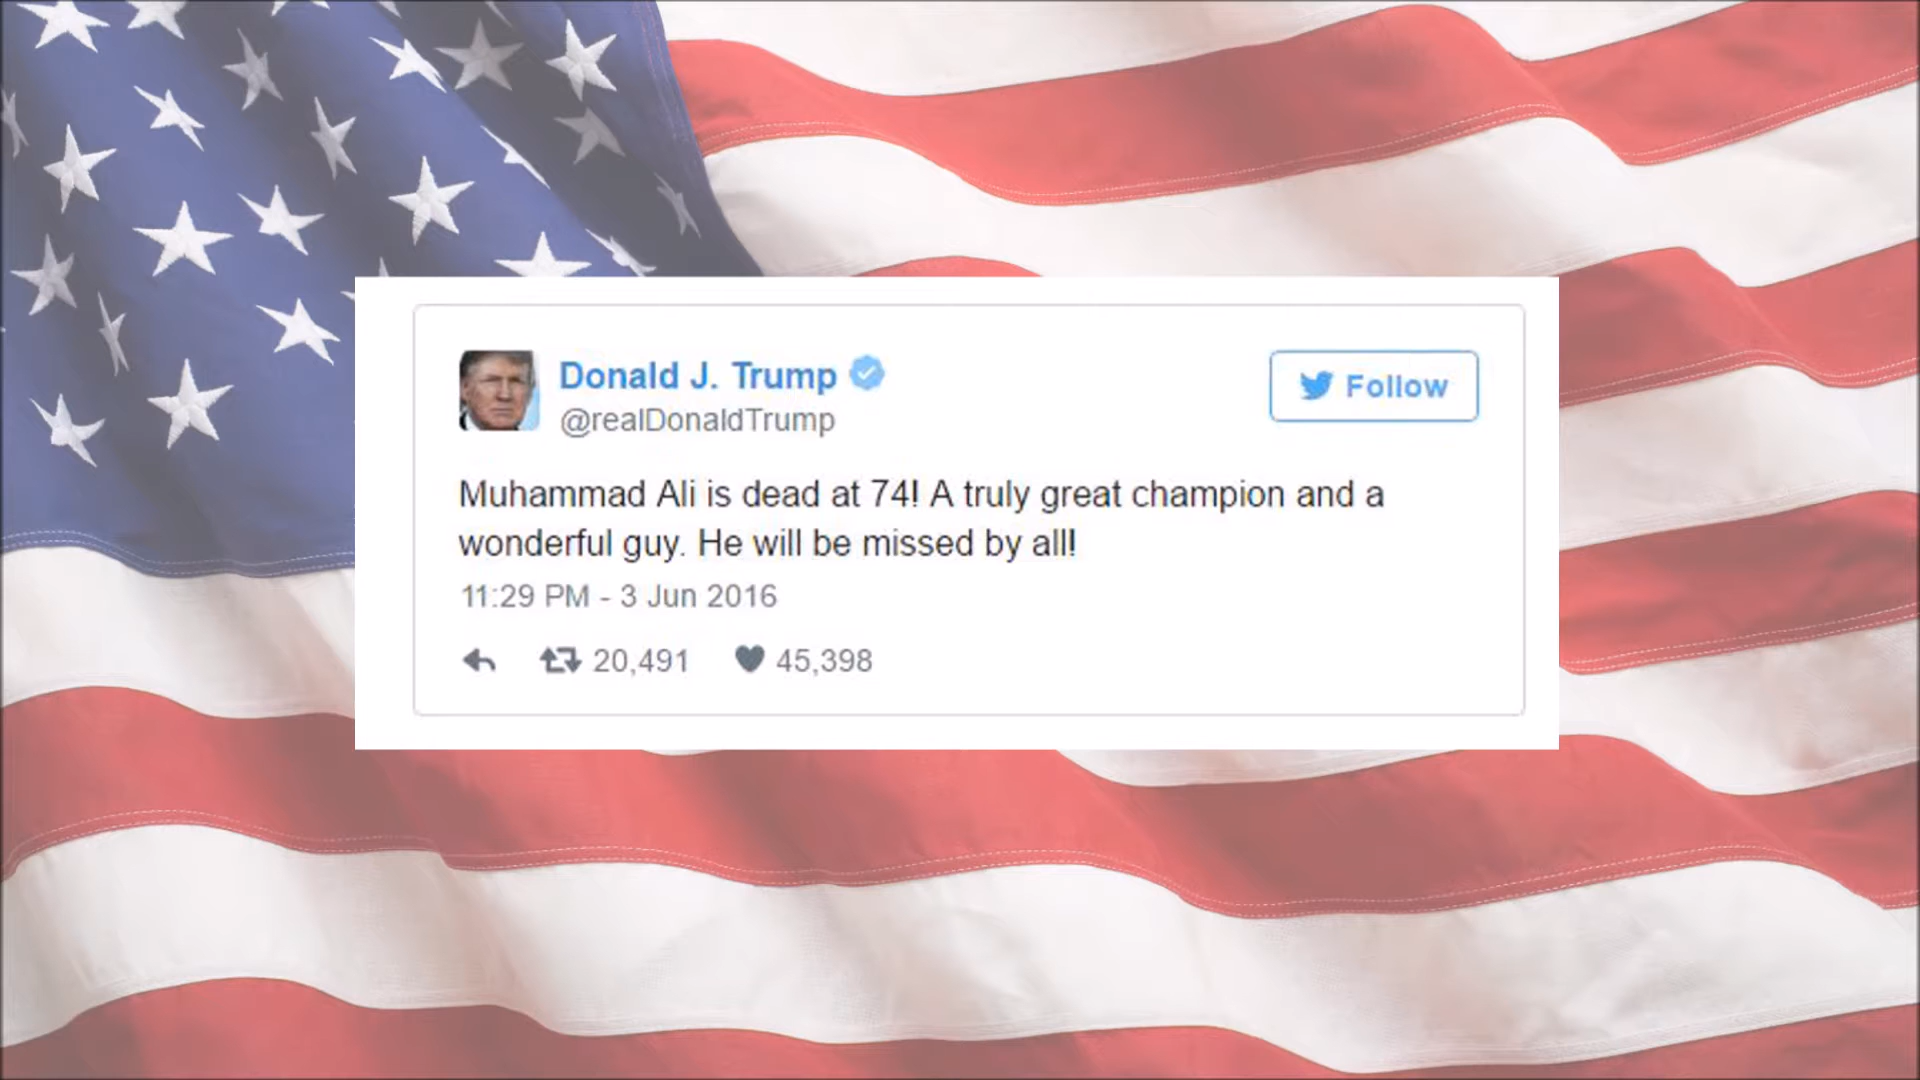 Donald J. Trump
@realDonaldTrump
Follow
Muhammad Ali is dead at 74! A truly great champion and a
wonderful guy. He will be missed by all!
11:29 PM - 3 Jun 2016
20,491 45,398